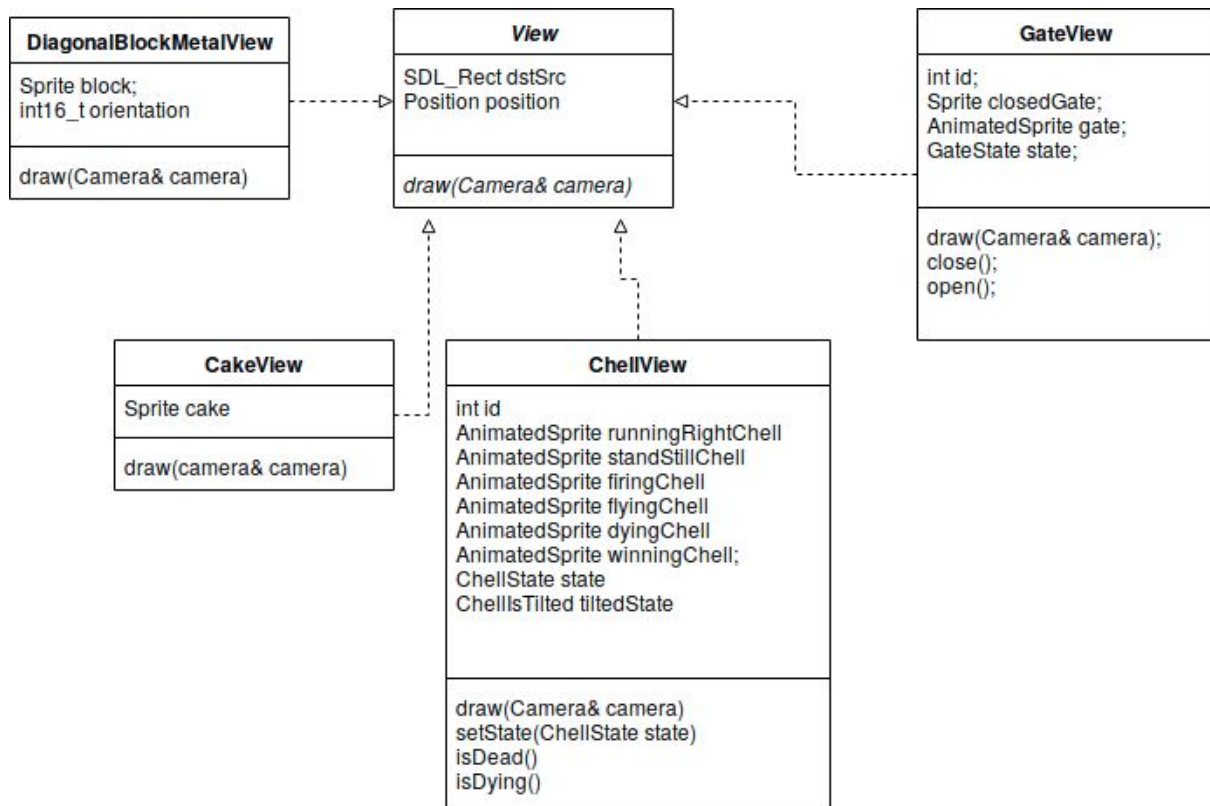 DiagonalBlockMetalView
Sprite block;
int16_t orientation
draw(Camera& camera)
View
SDL_Rect dstSrc
Position position
draw(Camera& camera)
GateView
int id;
Sprite closedGate;
AnimatedSprite gate;
GateState state;
draw(Camera& camera);
close();
open();
CakeView
Sprite cake
draw(camera& camera)
ChellView
int id
AnimatedSprite runningRightChell
AnimatedSprite standStillChell
AnimatedSprite firingChell
AnimatedSprite flyingChell
AnimatedSprite dyingChell
AnimatedSprite winningChell;
ChellState state
ChellIsTilted tiltedState
draw(Camera& camera)
setState(ChellState state)
isDead()
isDying()